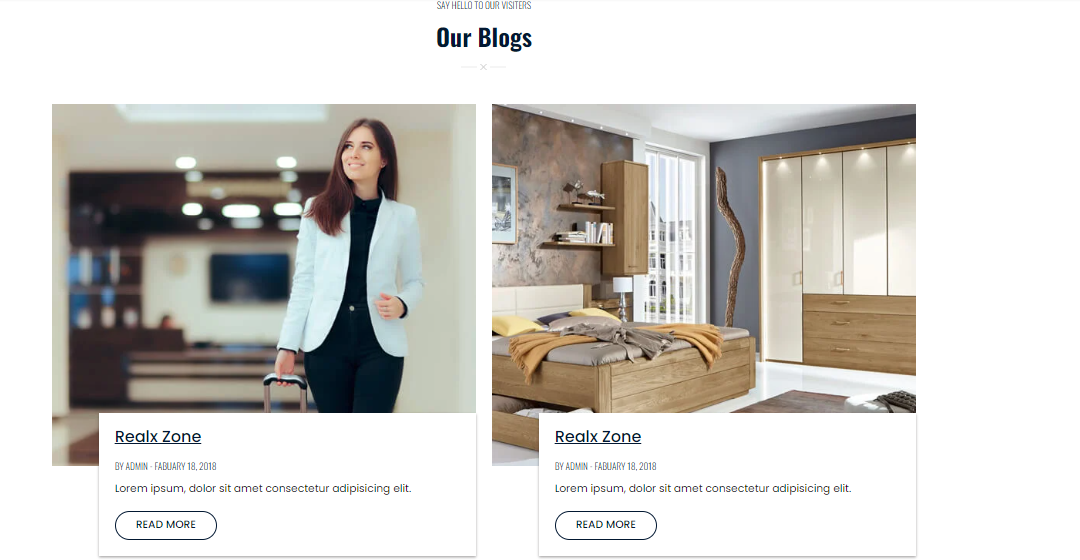 SAY HELLO TO OUR VISITERS
Our Blogs
Realx Zone
BY ADMIN - FABUARY 18, 2018
Lorem ipsum, dolor sit amet consectetur adipisicing elit.
READ MORE
Realx Zone
BY ADMIN - FABUARY 18, 2018
Lorem ipsum, dolor sit amet consectetur adipisicing elit.
READ MORE